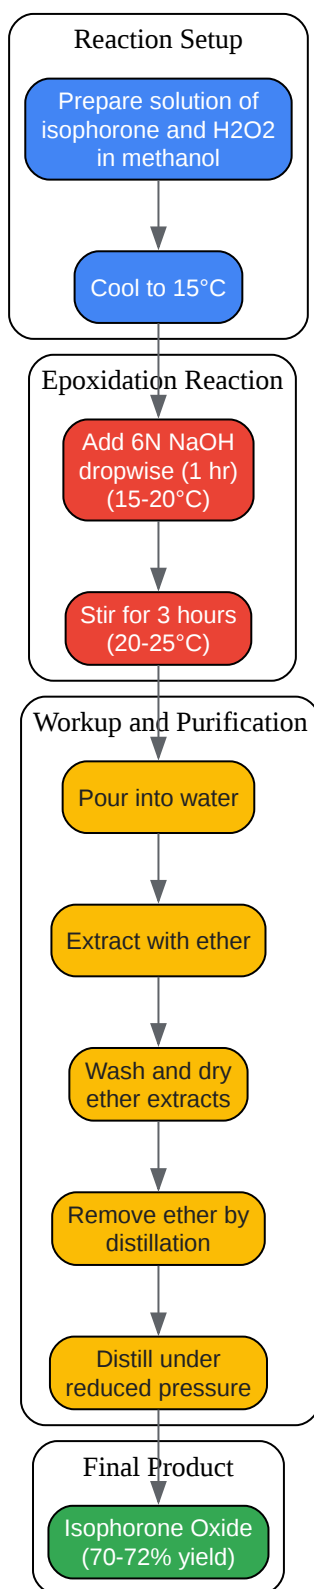 Reaction Setup
Prepare solution of
isophorone and H2O2
in methanol
Cool to 15°C
Epoxidation Reaction
Add 6N NaOH
dropwise (1 hr)
(15-20°C)
Stir for 3 hours
(20-25°C)
Workup and Purification
Pour into water
Extract with ether
Wash and dry
ether extracts
Remove ether by
distillation
Distill under
reduced pressure
Final Product
Isophorone Oxide
(70-72% yield)